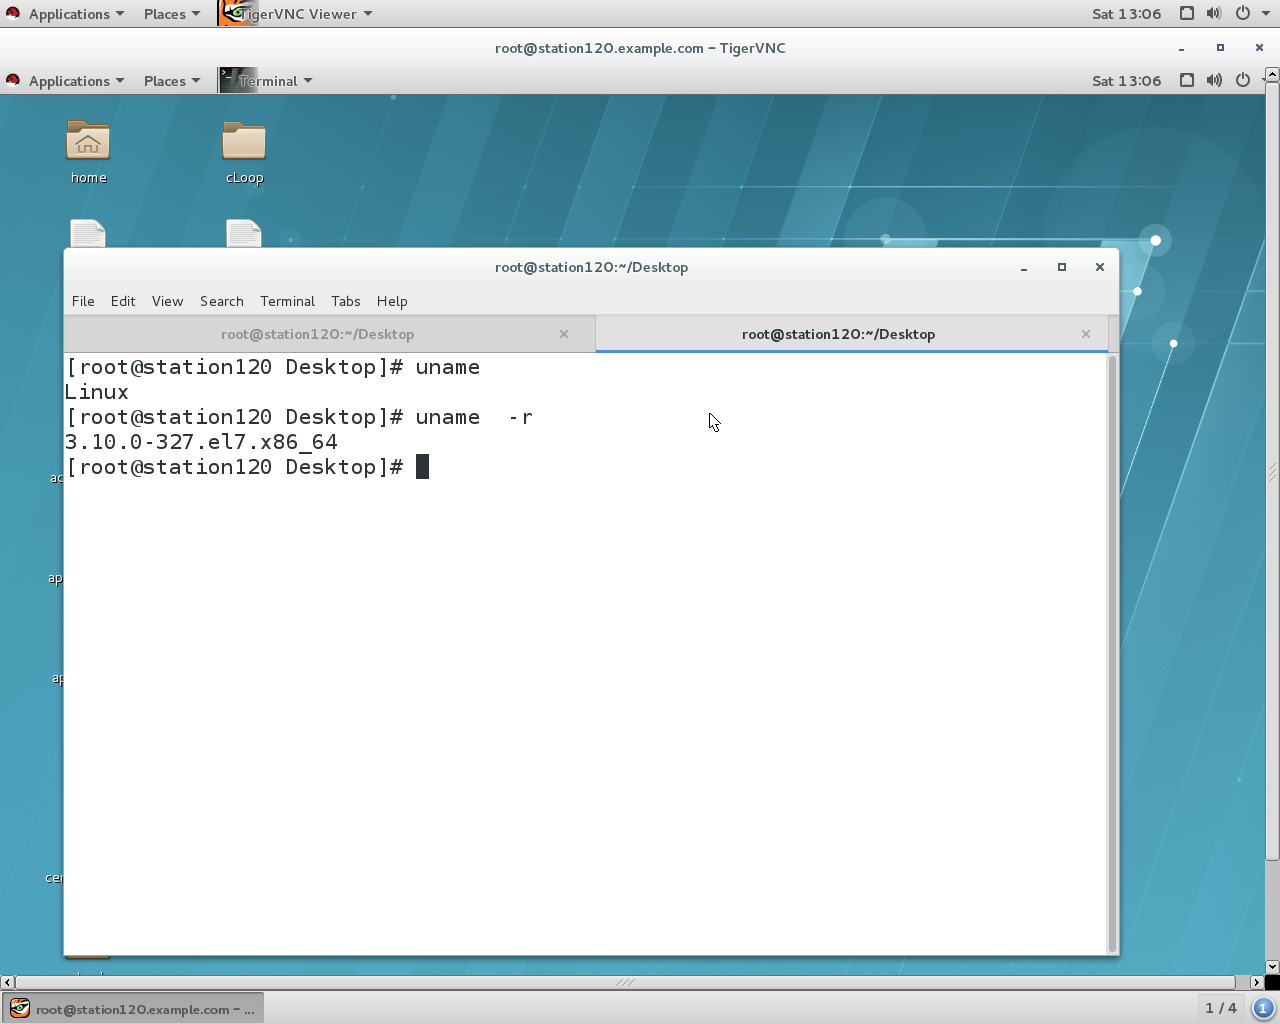 Applications Places TigerVNC Viewer Sat 13:06
root@station120.example.com - TigerVNC
Applications Places Terminal Sat 13:06
home cLoop
root@station120:~/Desktop
File Edit View Search Terminal Tabs Help
root@station120:~/Desktop root@station120:~/Desktop
[root@station120 Desktop]# uname
Linux
[root@station120 Desktop]# uname  -r
3.10.0-327.el7.x86_64
[root@station120 Desktop]#
ac
ap
ap
cer
root@station120.example.com - ... 1 / 4 1